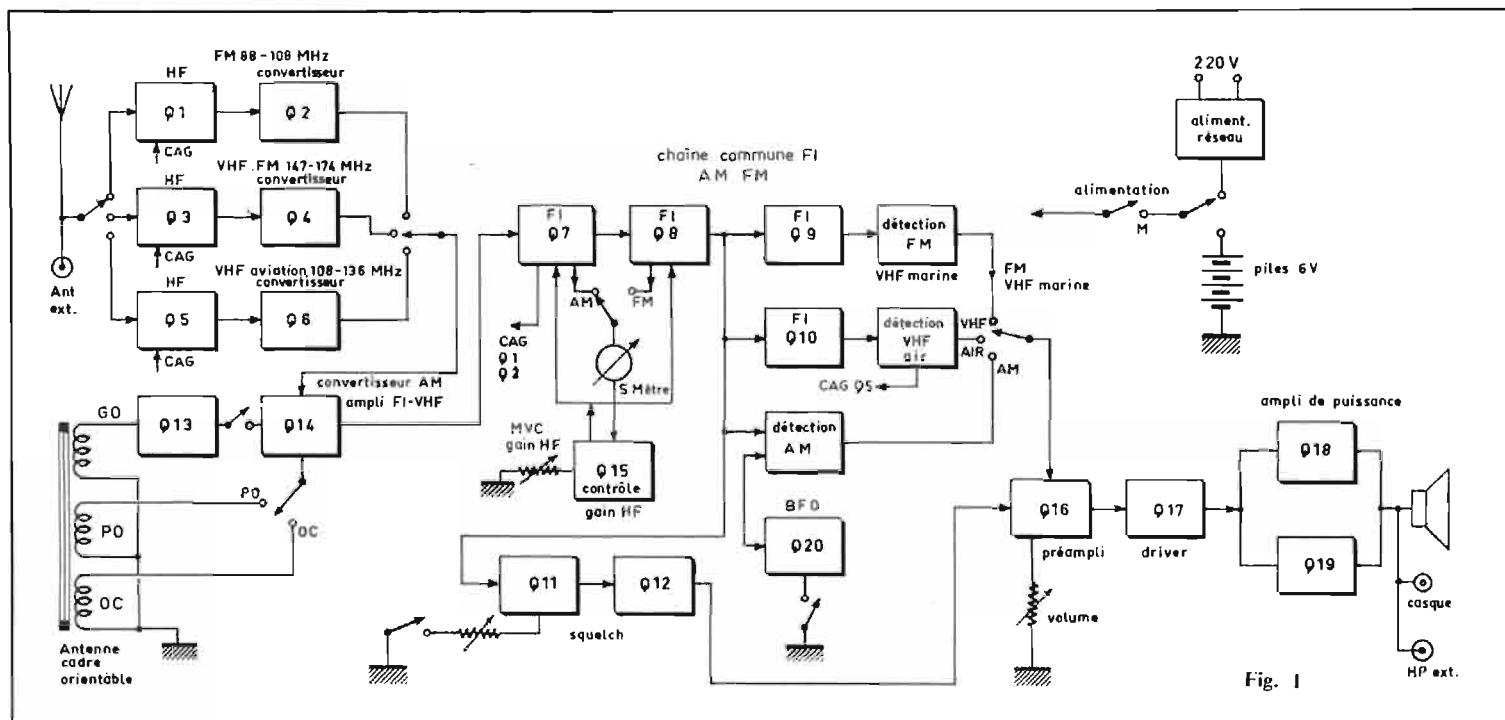 FM 88-108 MHz
HF
convertisseur
Q1
Q2
CAG
VHF.FM 147-174 MHz
HF
convertisseur
Q3
Q4
CAG
VHF aviation 108-136 MHz
HF
convertisseur
Q5
Q6
CAG
Ant
ext.
convertisseur AM
ampli FI-VHF
GO
Q13
Q14
PO
PO
OC
OC
Antenne
cadre
orientable
chaîne commune FI
AM FM
FI
Q7
FI
Q8
FI
Q9
détection
FM
VHF marine
FM
VHF marine
AM
FM
CAG
Q1
Q2
S Mètre
FI
Q10
détection
VHF
air
CAG Q5
VHF
AIR
AM
MVC
gain HF
Q15
contrôle
gain HF
détection
AM
BFO
Q20
Q11
Q12
squelch
220 V
aliment.
réseau
alimentation
M
piles 6V
Q16
préampli
Q17
driver
volume
ampli de puissance
Q18
Q19
casque
HP ext.
Fig. 1